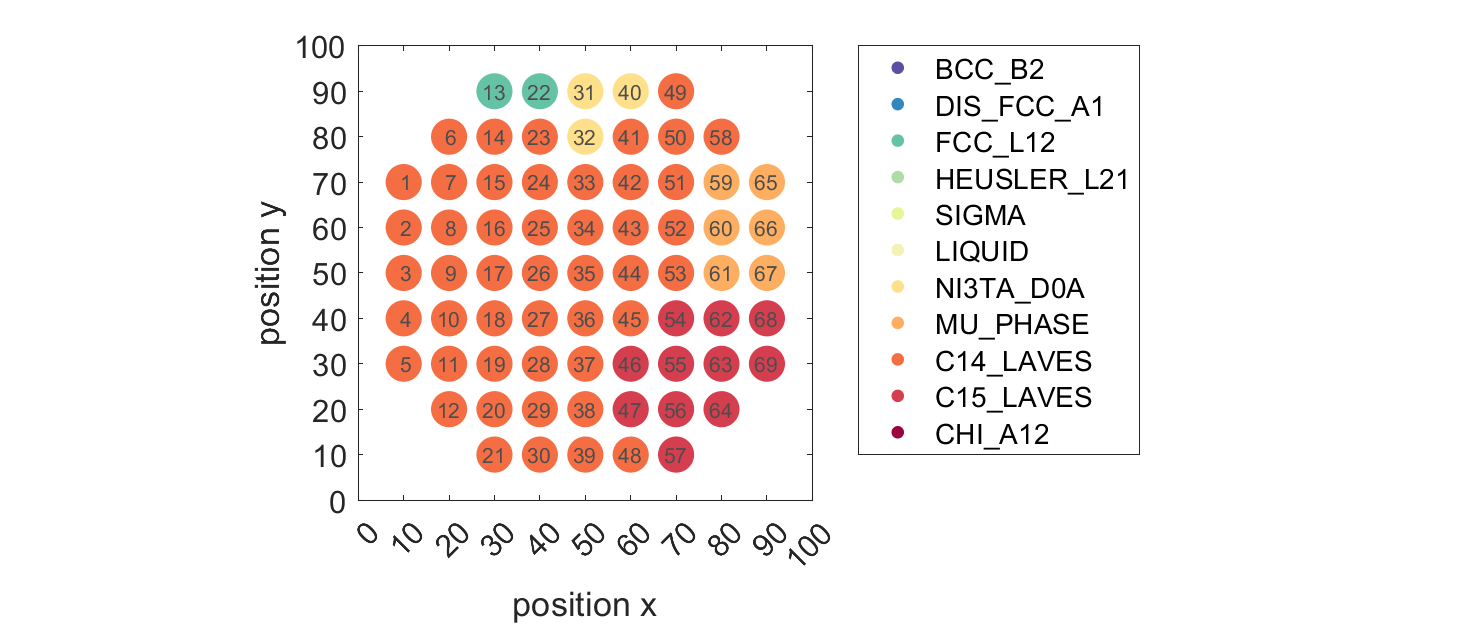 100
90
80
70
60
50
40
30
20
10
0
position y
13 22 31 40 49
6 14 23 32 41 50 58
1 7 15 24 33 42 51 59 65
2 8 16 25 34 43 52 60 66
3 9 17 26 35 44 53 61 67
4 10 18 27 36 45 54 62 68
5 11 19 28 37 46 55 63 69
12 20 29 38 47 56 64
21 30 39 48 57
0 10 20 30 40 50 60 70 80 90 100
position x
BCC_B2
DIS_FCC_A1
FCC_L12
HEUSLER_L21
SIGMA
LIQUID
NI3TA_D0A
MU_PHASE
C14_LAVES
C15_LAVES
CHI_A12